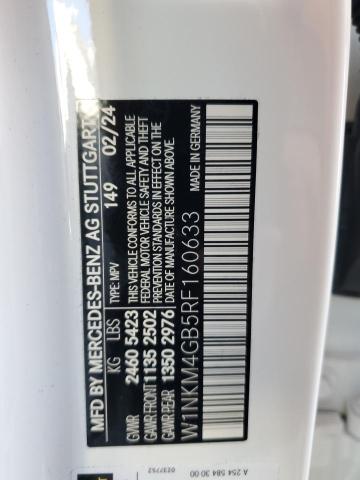 MFD BY MERCEDES-BENZ AG STUTTGART
TYPE: MPV 149 02/24
KG LBS
GVWR 2460 5423
GAWR FRONT 1135 2502
GAWR REAR 1350 2976
THIS VEHICLE CONFORMS TO ALL APPLICABLE
FEDERAL MOTOR VEHICLE SAFETY AND THEFT
PREVENTION STANDARDS IN EFFECT ON THE
DATE OF MANUFACTURE SHOWN ABOVE.
W1NKM4GB5RF160633
MADE IN GERMANY
A 254 584 30 00